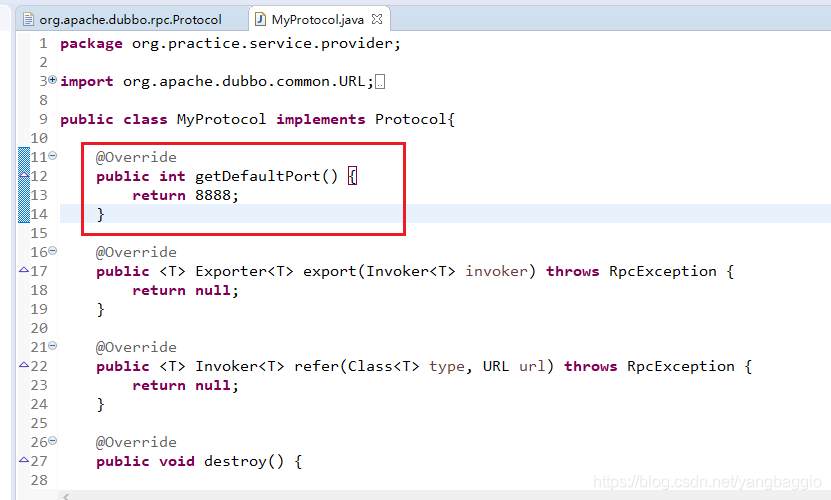 org.apache.dubbo.rpc.Protocol MyProtocol.java
1 package org.practice.service.provider;
2
3 import org.apache.dubbo.common.URL;
8
9 public class MyProtocol implements Protocol{
10
11 @Override
12 public int getDefaultPort() {
13 return 8888;
14 }
15
16 @Override
17 public <T> Exporter<T> export(Invoker<T> invoker) throws RpcException {
18 return null;
19 }
20
21 @Override
22 public <T> Invoker<T> refer(Class<T> type, URL url) throws RpcException {
23 return null;
24 }
25
26 @Override
27 public void destroy() {
28
https://blog.csdn.net/yangbaggio